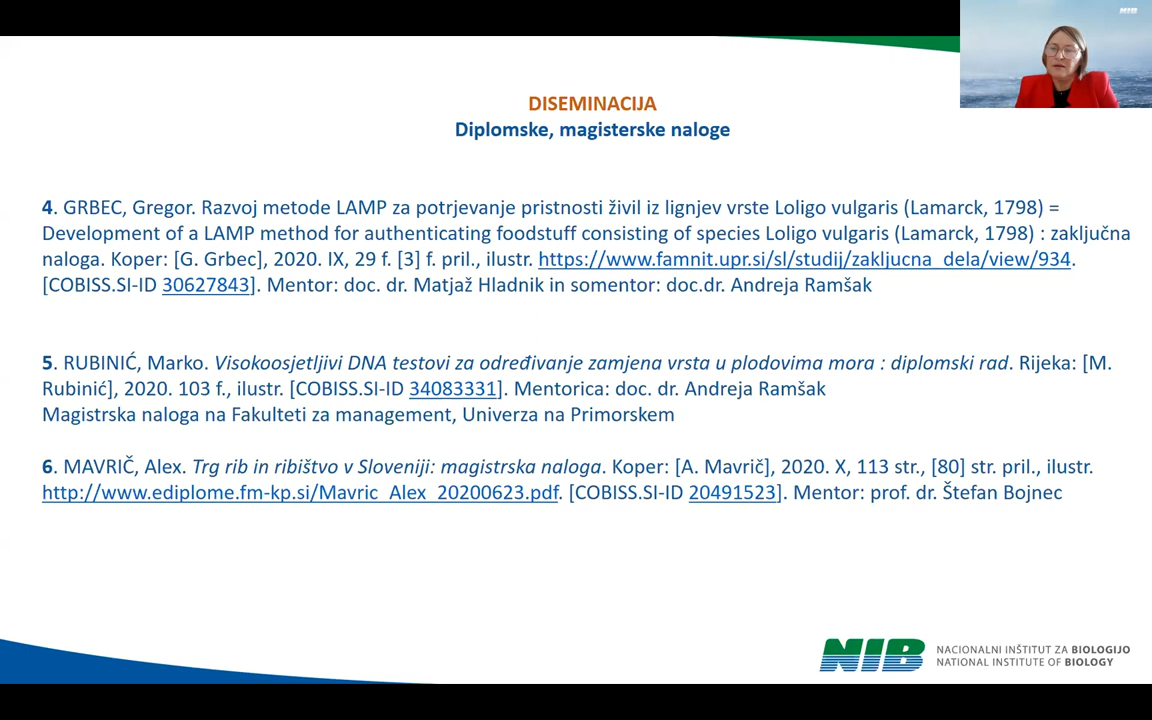 NIB
DISEMINACIJA
Diplomske, magisterske naloge
4. GRBEC, Gregor. Razvoj metode LAMP za potrjevanje pristnosti živil iz lignjev vrste Loligo vulgaris (Lamarck, 1798) =
Development of a LAMP method for authenticating foodstuff consisting of species Loligo vulgaris (Lamarck, 1798) : zaključna
naloga. Koper: [G. Grbec], 2020. IX, 29 f. [3] f. pril., ilustr. https://www.famnit.upr.si/sl/studij/zakljucna_dela/view/934.
[COBISS.SI-ID 30627843]. Mentor: doc. dr. Matjaž Hladnik in somentor: doc.dr. Andreja Ramšak
5. RUBINIĆ, Marko. Visokoosjetljivi DNA testovi za određivanje zamjena vrsta u plodovima mora : diplomski rad. Rijeka: [M.
Rubinić], 2020. 103 f., ilustr. [COBISS.SI-ID 34083331]. Mentorica: doc. dr. Andreja Ramšak
Magistrska naloga na Fakulteti za management, Univerza na Primorskem
6. MAVRIČ, Alex. Trg rib in ribištvo v Sloveniji: magistrska naloga. Koper: [A. Mavrič], 2020. X, 113 str., [80] str. pril., ilustr.
http://www.ediplome.fm-kp.si/Mavric_Alex_20200623.pdf. [COBISS.SI-ID 20491523]. Mentor: prof. dr. Štefan Bojnec
NIB NACIONALNI INŠTITUT ZA BIOLOGIJO
NATIONAL INSTITUTE OF BIOLOGY